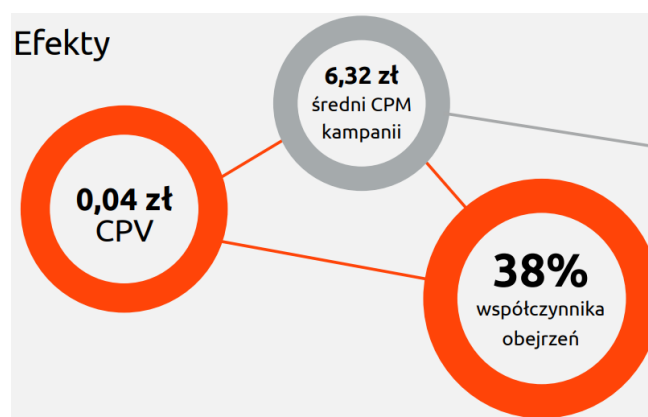 Efekty
6,32 zł
średni CPM
kampanii
0,04 zł
CPV
38%
współczynnika
obejrzeń